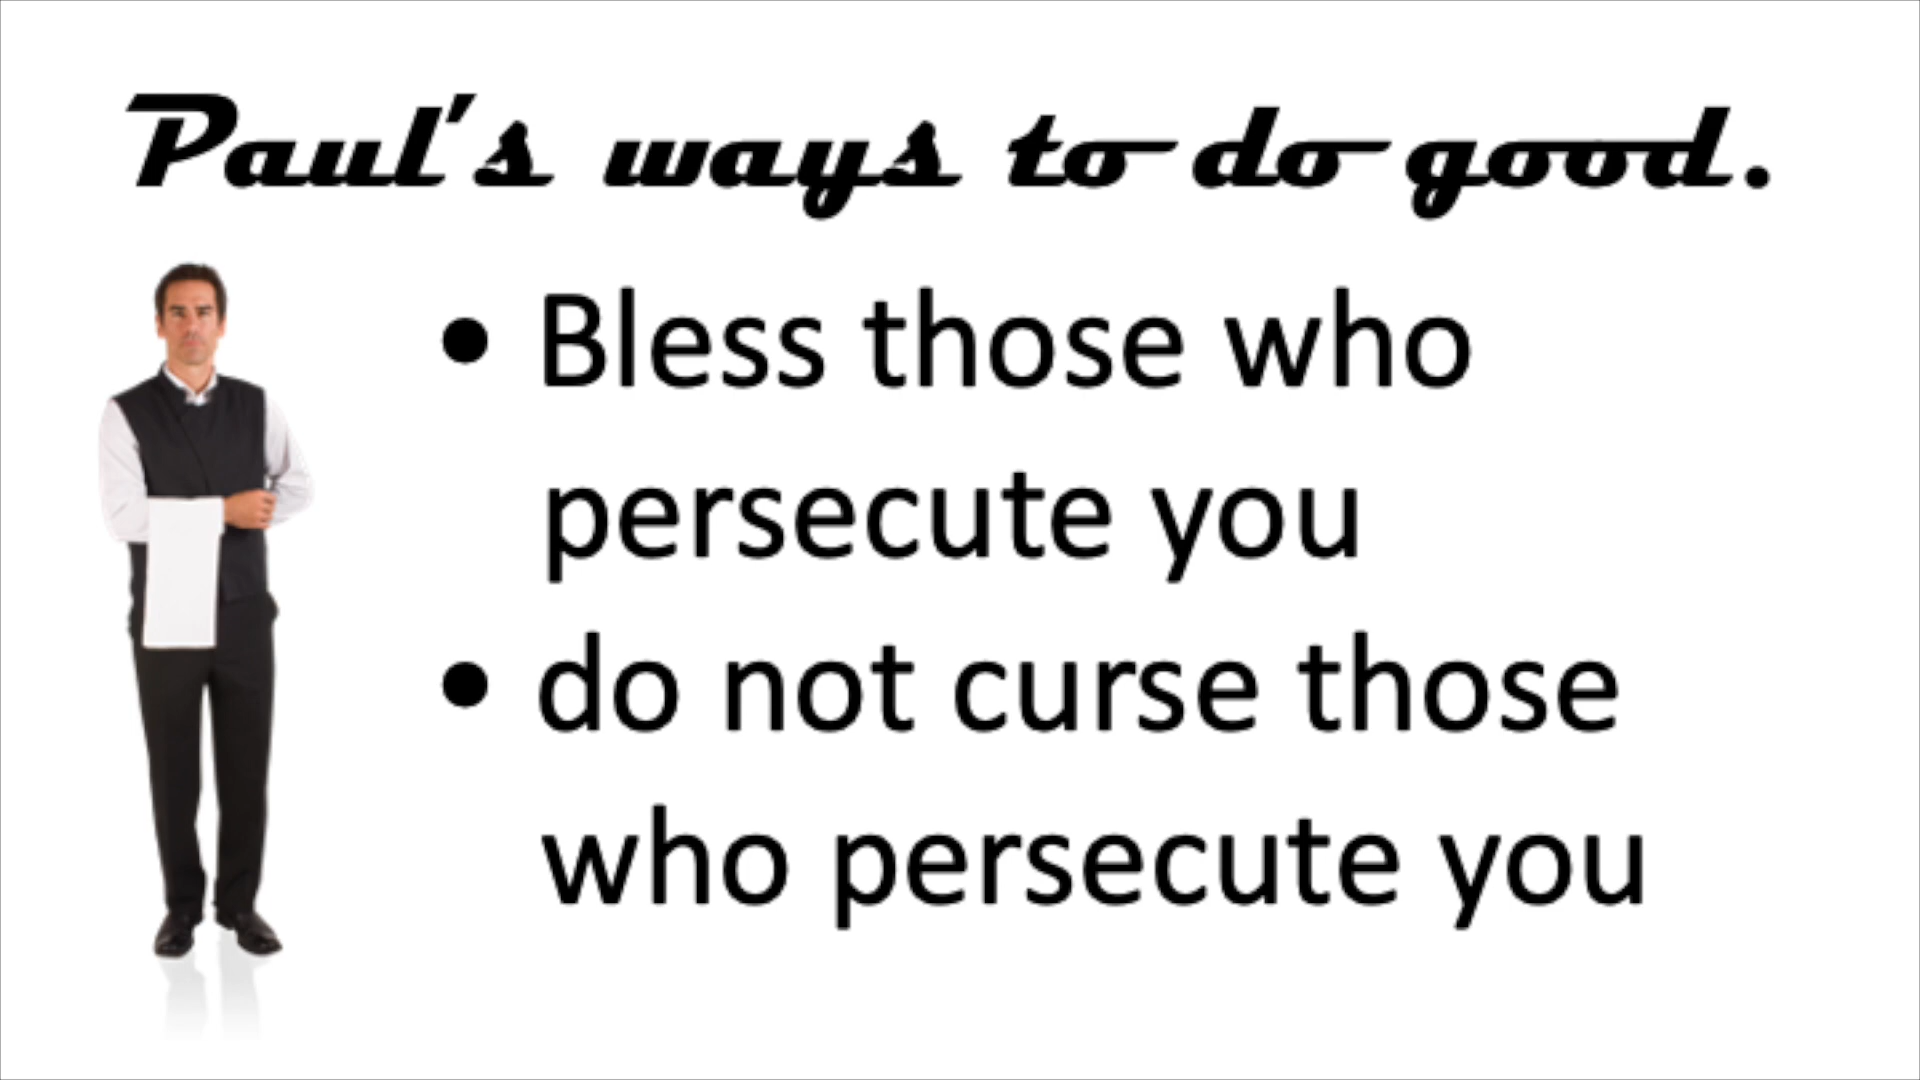 Paul's ways to do good.
• Bless those who
persecute you
• do not curse those
who persecute you